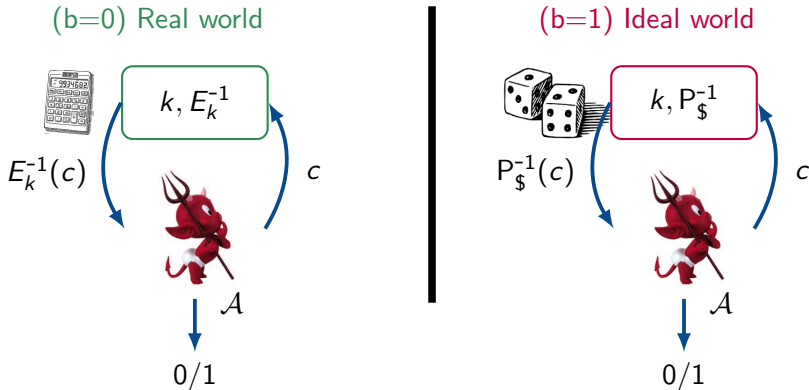 (b=0) Real world
k, E_k^{-1}
E_k^{-1}(c)
c
𝒜
0/1
(b=1) Ideal world
k, P_$^{-1}
P_$^{-1}(c)
c
𝒜
0/1